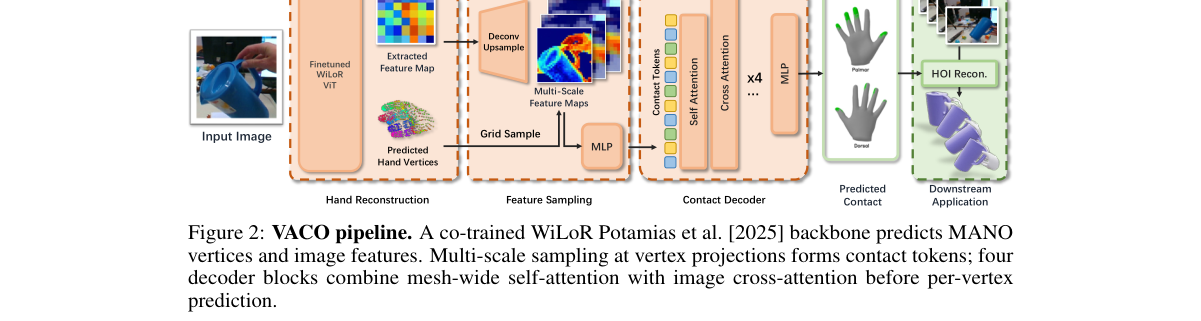 Finetuned
WiLoR
ViT
Extracted
Feature Map
Predicted
Hand Vertices
Deconv
Upsample
Multi-Scale
Feature Maps
Grid Sample
MLP
Contact Tokens
Self Attention
Cross Attention
x4
...
MLP
Palmar
Dorsal
HOI Recon.
Input Image
Hand Reconstruction
Feature Sampling
Contact Decoder
Predicted
Contact
Downstream
Application
Figure 2: VACO pipeline. A co-trained WiLoR Potamias et al. [2025] backbone predicts MANO
vertices and image features. Multi-scale sampling at vertex projections forms contact tokens; four
decoder blocks combine mesh-wide self-attention with image cross-attention before per-vertex
prediction.